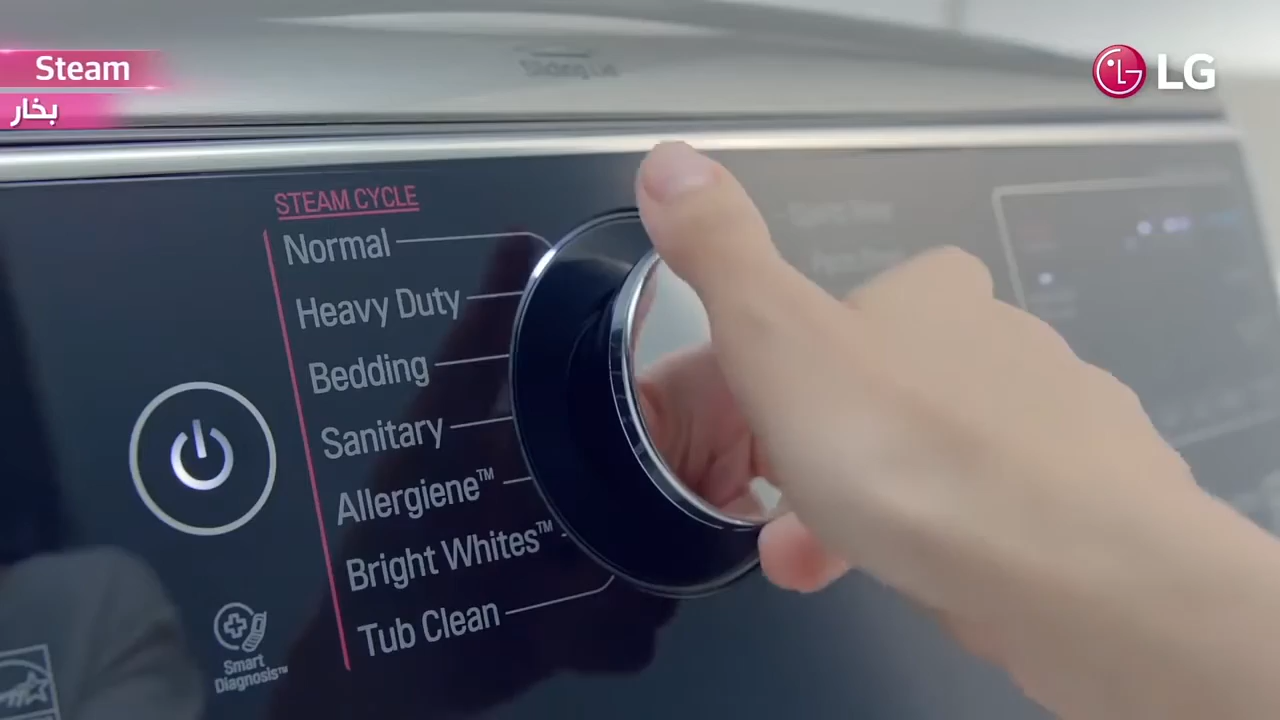 Steam
بخار
LG
STEAM CYCLE
Normal
Heavy Duty
Bedding
Sanitary
Allergiene™
Bright Whites™
Tub Clean
Smart
Diagnosis™